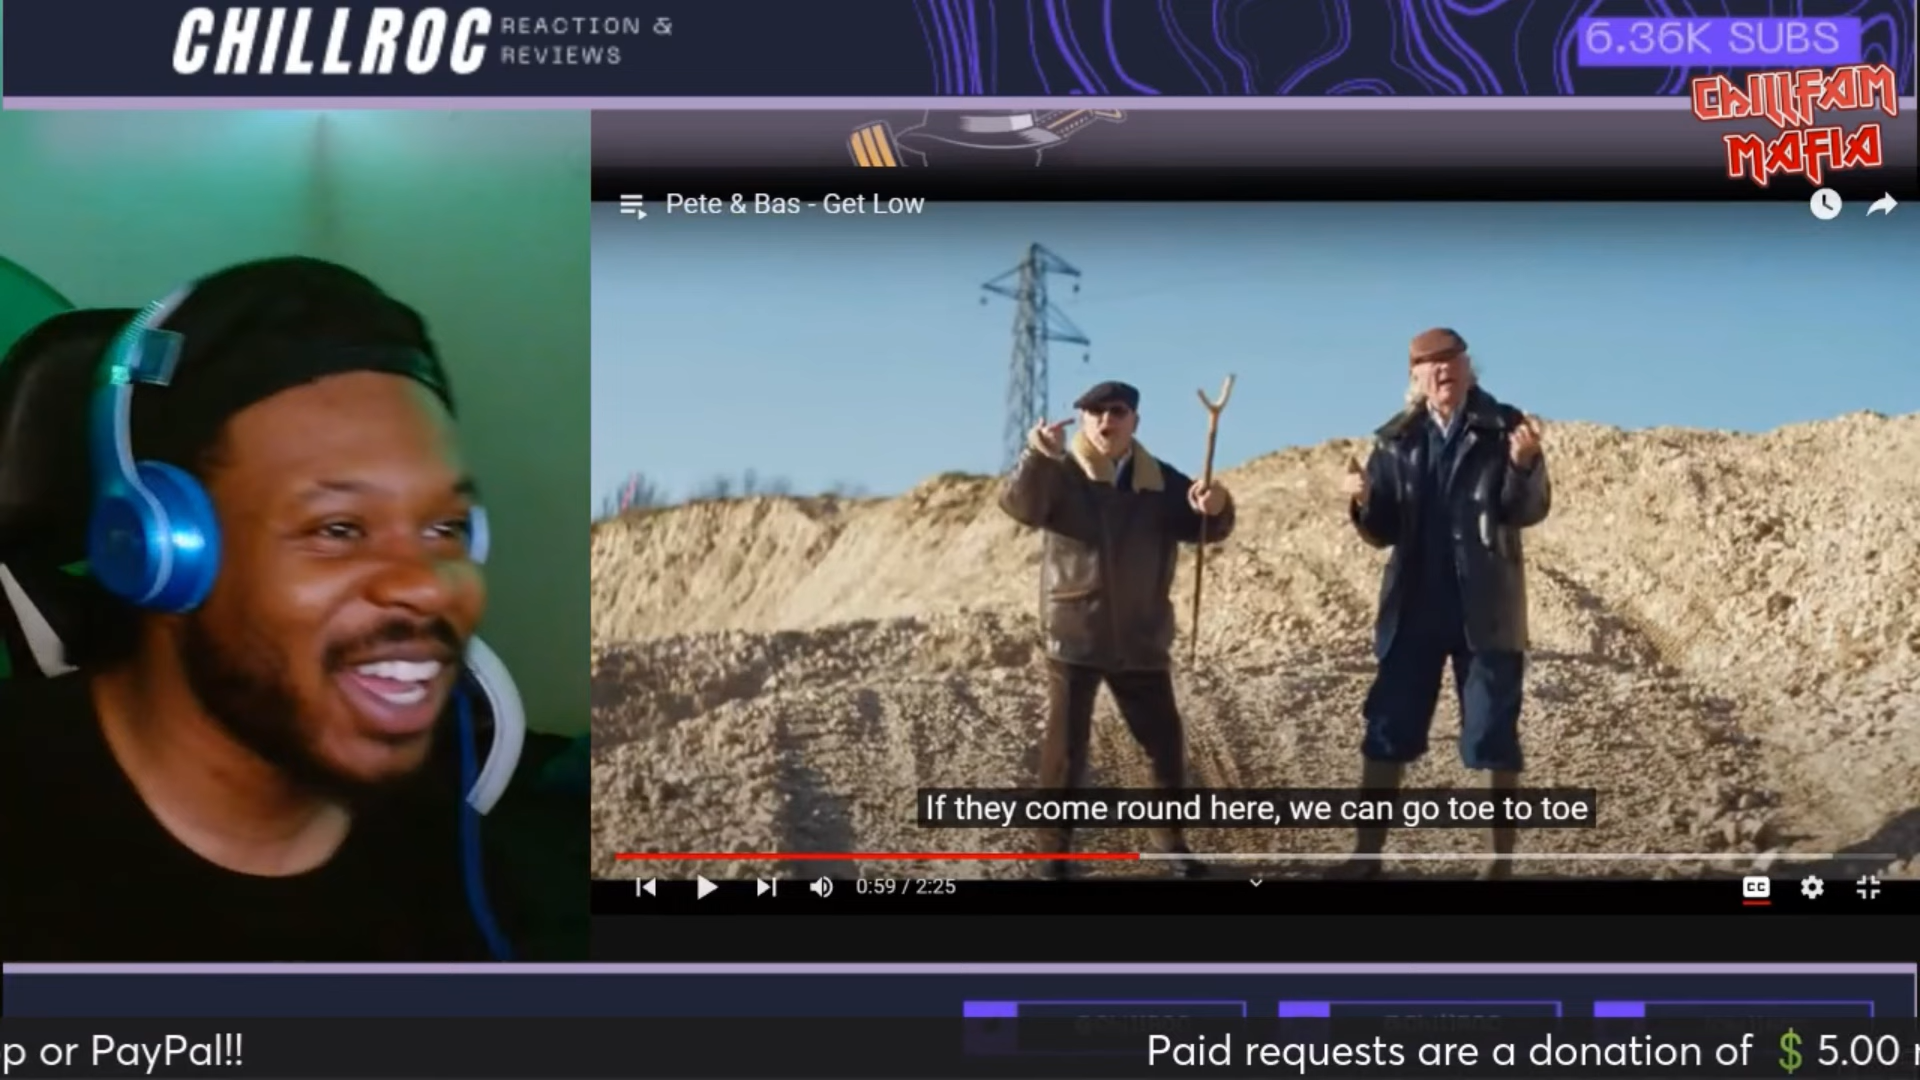 CHILLROC
REACTION &
REVIEWS
6.36K SUBS
CHILLFAM
MAFIA
Pete & Bas - Get Low
If they come round here, we can go toe to toe
0:59 / 2:25
CC
p or PayPal!!
Paid requests are a donation of $ 5.00